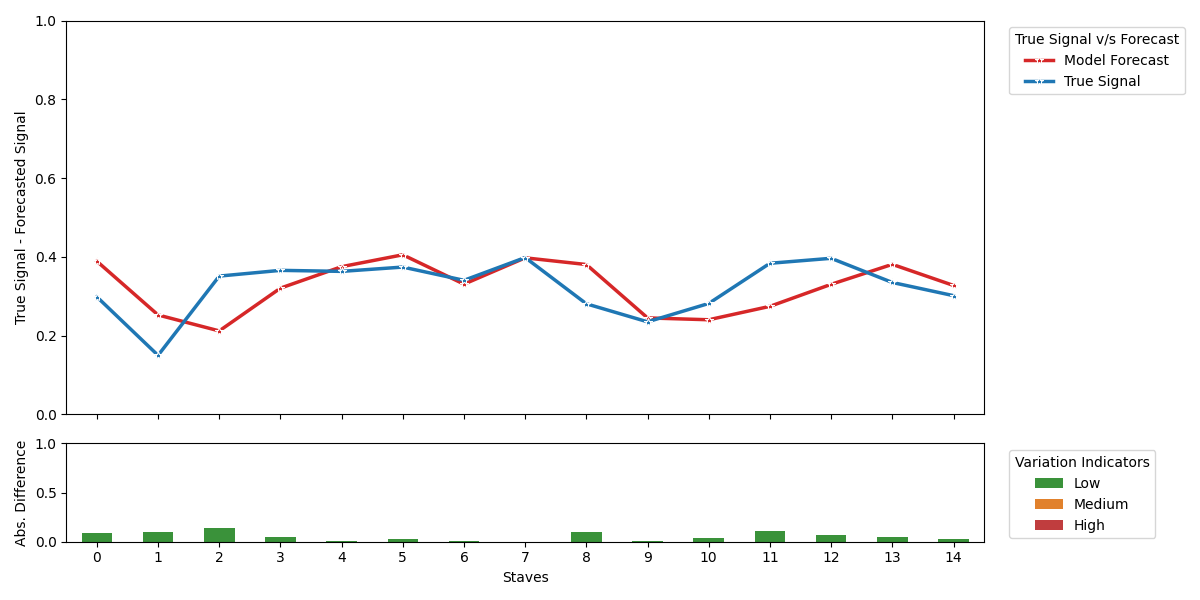 True Signal - Forecasted Signal
1.0
0.8
0.6
0.4
0.2
0.0
True Signal v/s Forecast
Model Forecast
True Signal
Abs. Difference
1.0
0.5
0.0
0 1 2 3 4 5 6 7 8 9 10 11 12 13 14
Staves
Variation Indicators
Low
Medium
High